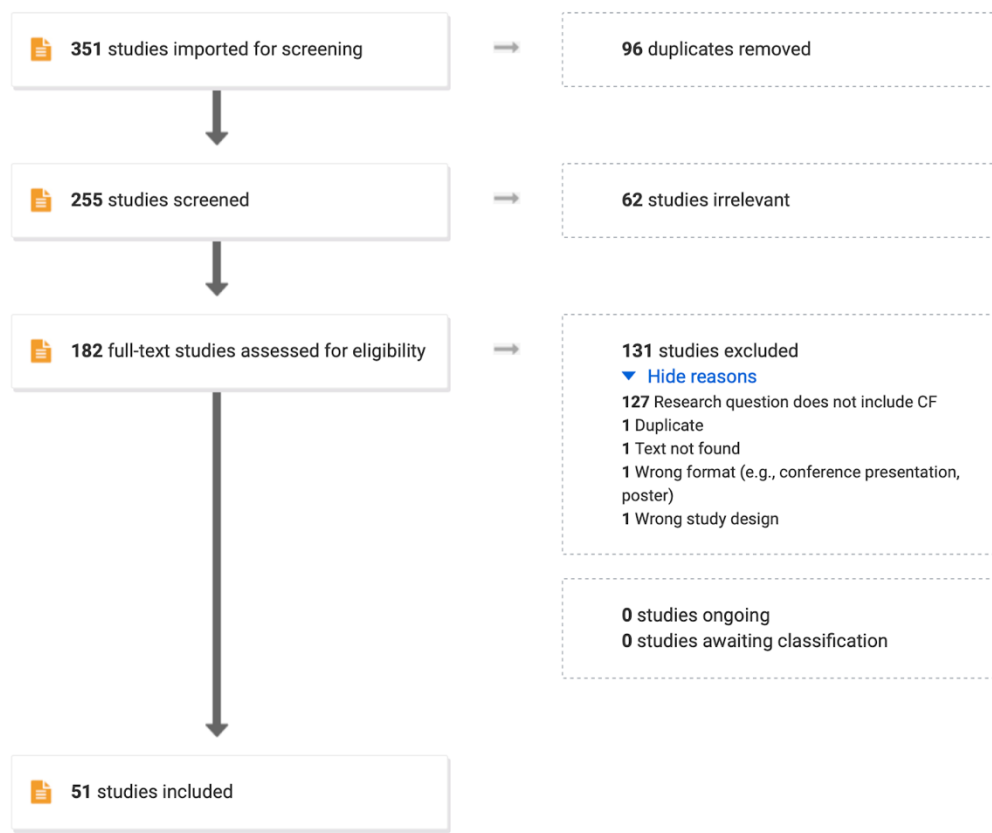 351 studies imported for screening
96 duplicates removed
255 studies screened
62 studies irrelevant
182 full-text studies assessed for eligibility
131 studies excluded
Hide reasons
127 Research question does not include CF
1 Duplicate
1 Text not found
1 Wrong format (e.g., conference presentation,
poster)
1 Wrong study design
0 studies ongoing
0 studies awaiting classification
51 studies included